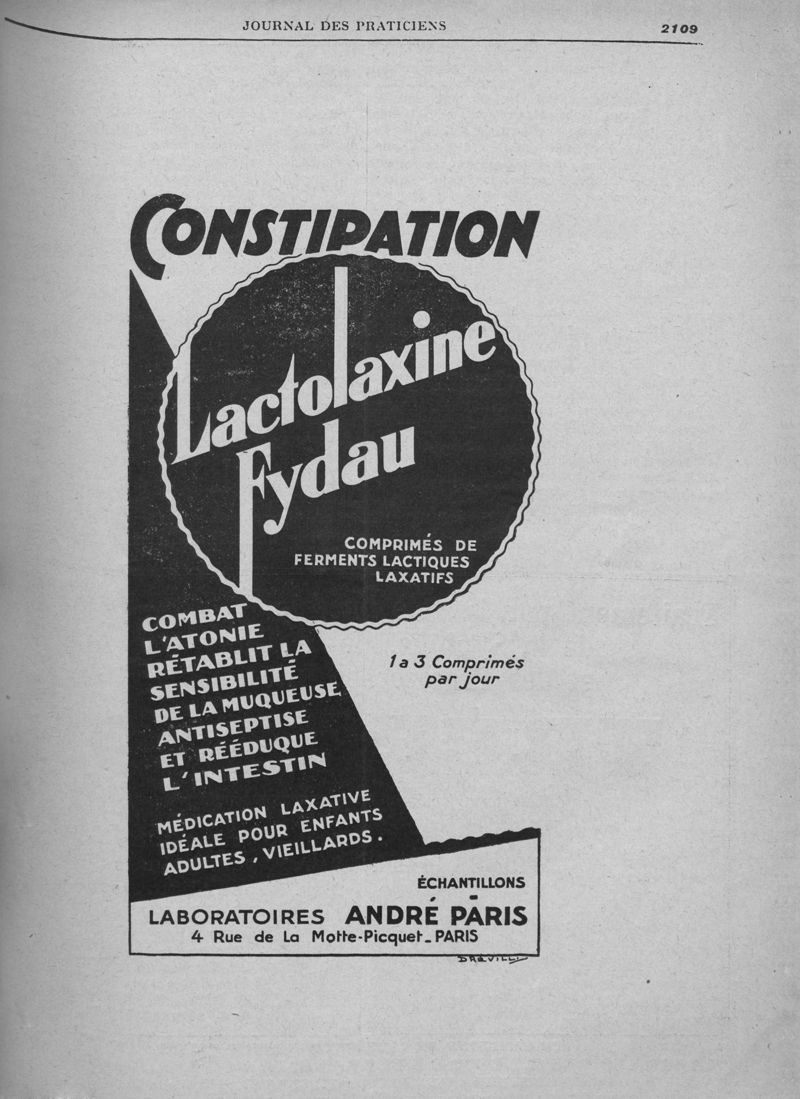 JOURNAL DES PRATICIENS
2109
CONSTIPATION
Lactolaxine
Fydau
COMPRIMÉS DE
FERMENTS LACTIQUES
LAXATIFS
COMBAT
L'ATONIE
RÉTABLIT LA
SENSIBILITÉ
DE LA MUQUEUSE
ANTISEPTISE
ET RÉÉDUQUE
L'INTESTIN
1 a 3 Comprimés
par jour
MÉDICATION LAXATIVE
IDÉALE POUR ENFANTS
ADULTES, VIEILLARDS.
ÉCHANTILLONS
LABORATOIRES ANDRÉ PARIS
4 Rue de La Motte-Picquet_PARIS